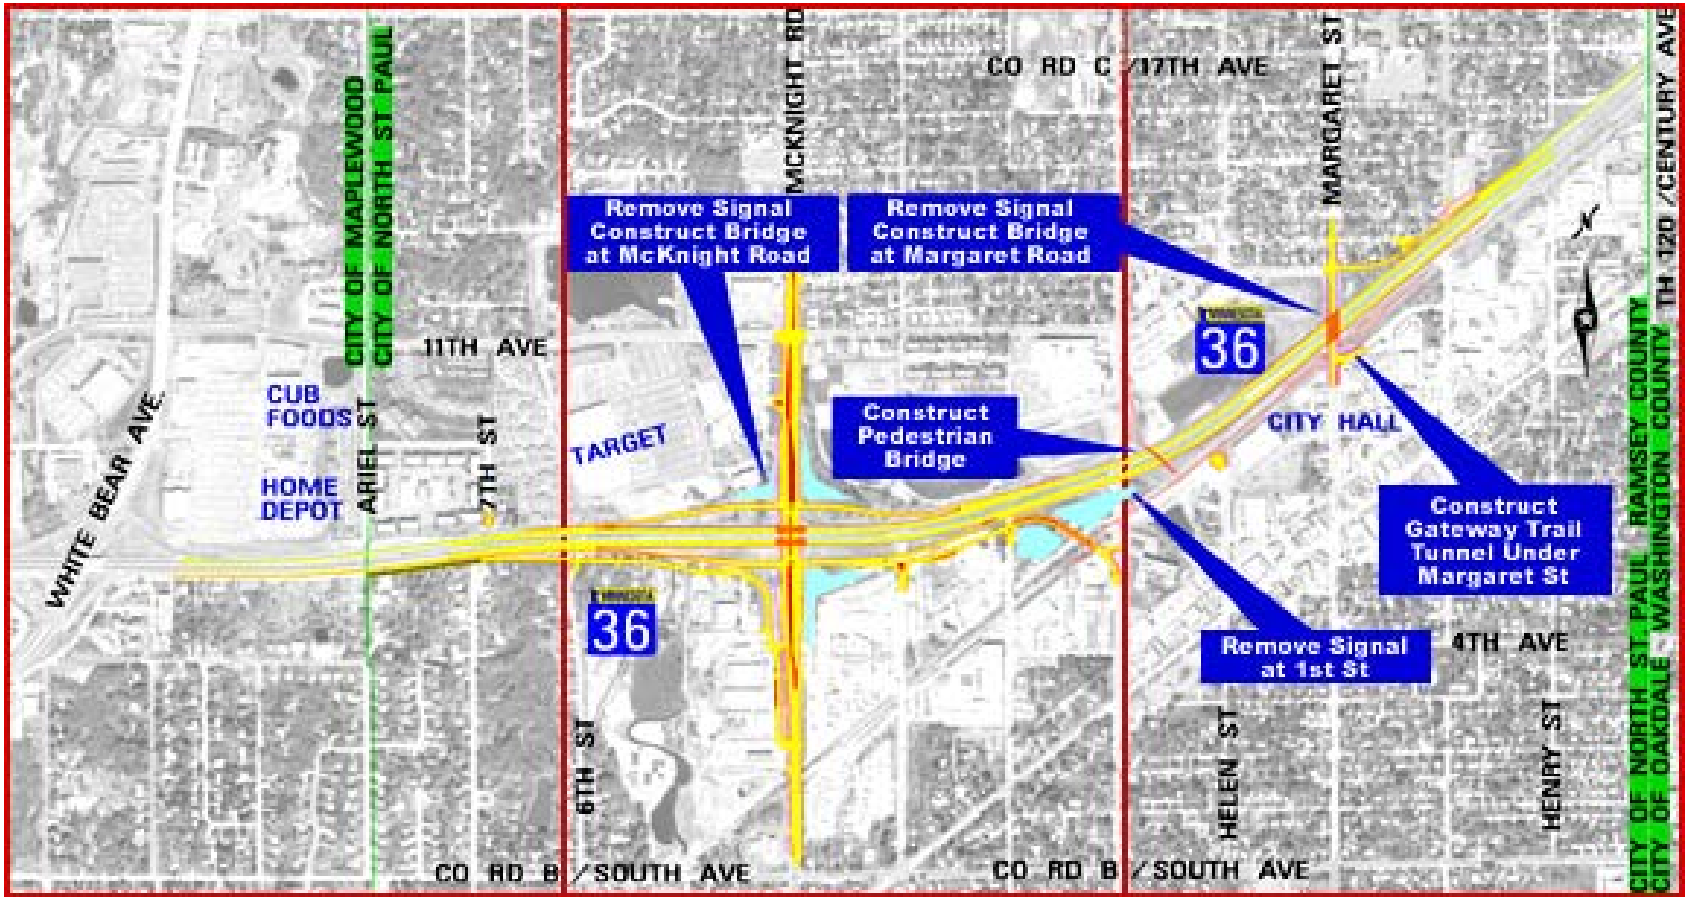 CITY OF MAPLEWOOD
CITY OF NORTH ST. PAUL
MCKNIGHT RD
CO RD C /17TH AVE
MARGARET ST
TH 120 /CENTURY AVE
Remove Signal
Construct Bridge
at McKnight Road
Remove Signal
Construct Bridge
at Margaret Road
N
MINNESOTA
36
11TH AVE
CUB
FOODS
HOME
DEPOT
ARIEL ST
7TH ST
WHITE BEAR AVE.
TARGET
Construct
Pedestrian
Bridge
CITY HALL
Construct
Gateway Trail
Tunnel Under
Margaret St
MINNESOTA
36
Remove Signal
at 1st St
4TH AVE
6TH ST
HELEN ST
HENRY ST
CITY OF NORTH ST. PAUL RAMSEY COUNTY
CITY OF OAKDALE - WASHINGTON COUNTY
CO RD B /SOUTH AVE
CO RD B /SOUTH AVE